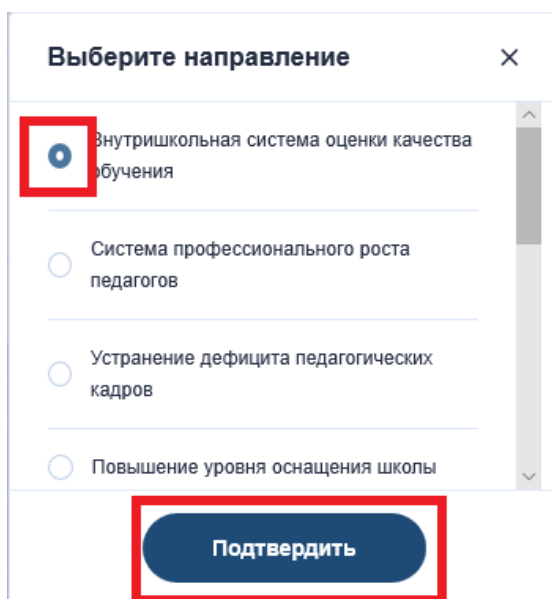 Выберите направление
Внутришкольная система оценки качества
обучения
Система профессионального роста
педагогов
Устранение дефицита педагогических
кадров
Повышение уровня оснащения школы
Подтвердить